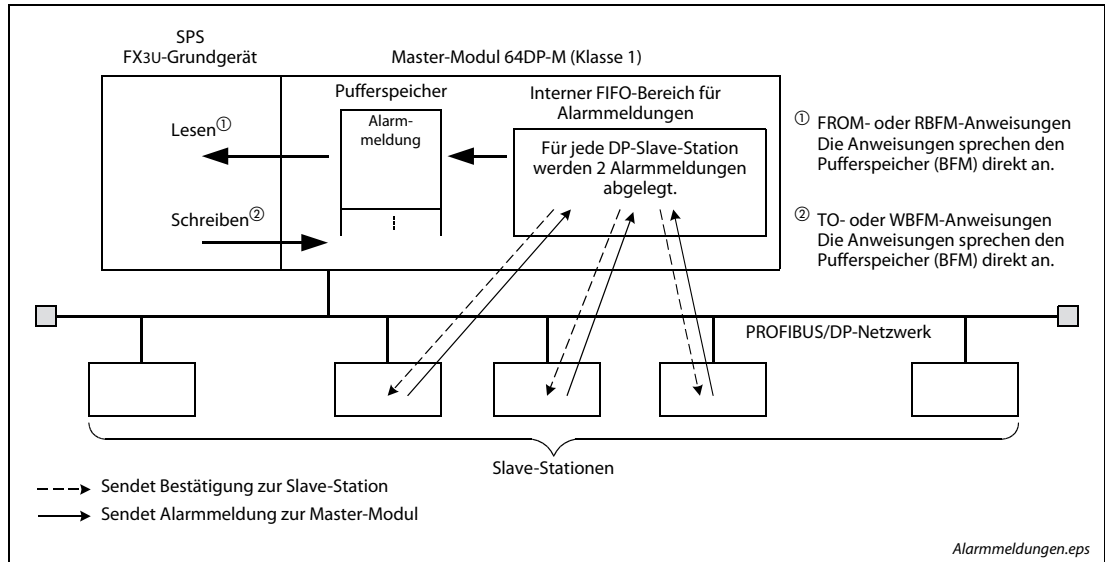 SPS
FX3U-Grundgerät
Master-Modul 64DP-M (Klasse 1)
Pufferspeicher
Alarm-
meldung
Interner FIFO-Bereich für
Alarmmeldungen
Für jede DP-Slave-Station
werden 2 Alarmmeldungen
abgelegt.
Lesen①
Schreiben②
① FROM- oder RBFM-Anweisungen
Die Anweisungen sprechen den
Pufferspeicher (BFM) direkt an.
② TO- oder WBFM-Anweisungen
Die Anweisungen sprechen den
Pufferspeicher (BFM) direkt an.
PROFIBUS/DP-Netzwerk
Slave-Stationen
Sendet Bestätigung zur Slave-Station
Sendet Alarmmeldung zur Master-Modul
Alarmmeldungen.eps